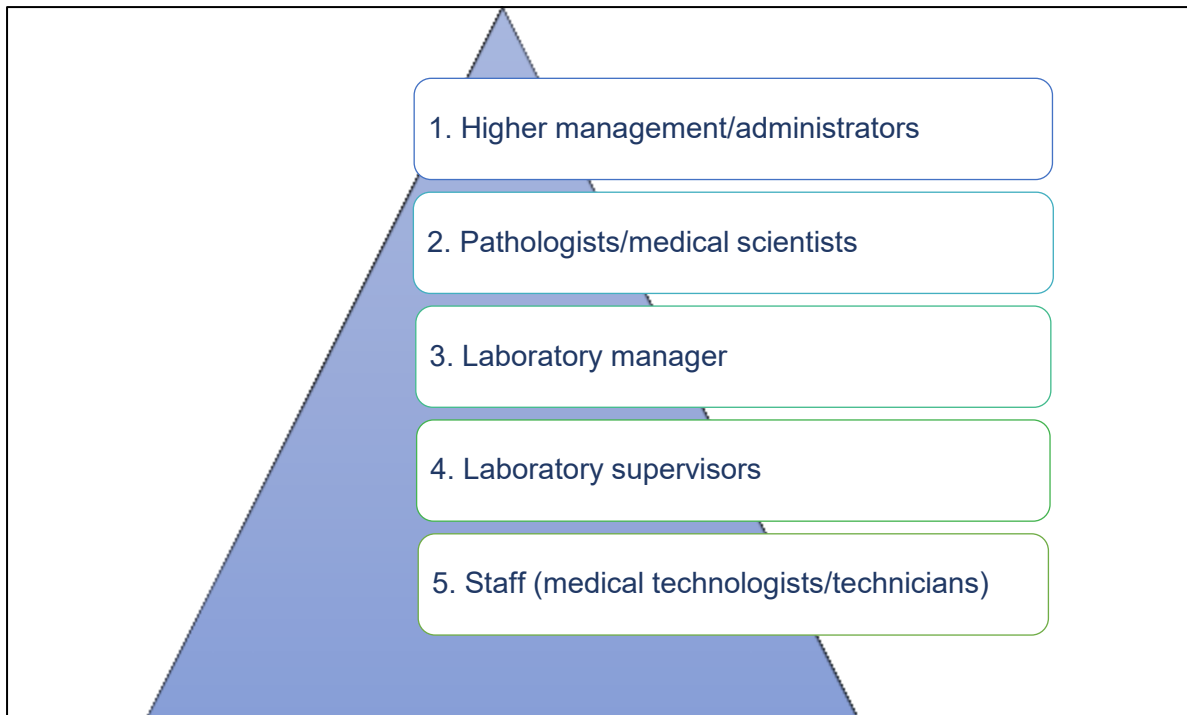 1. Higher management/administrators
2. Pathologists/medical scientists
3. Laboratory manager
4. Laboratory supervisors
5. Staff (medical technologists/technicians)